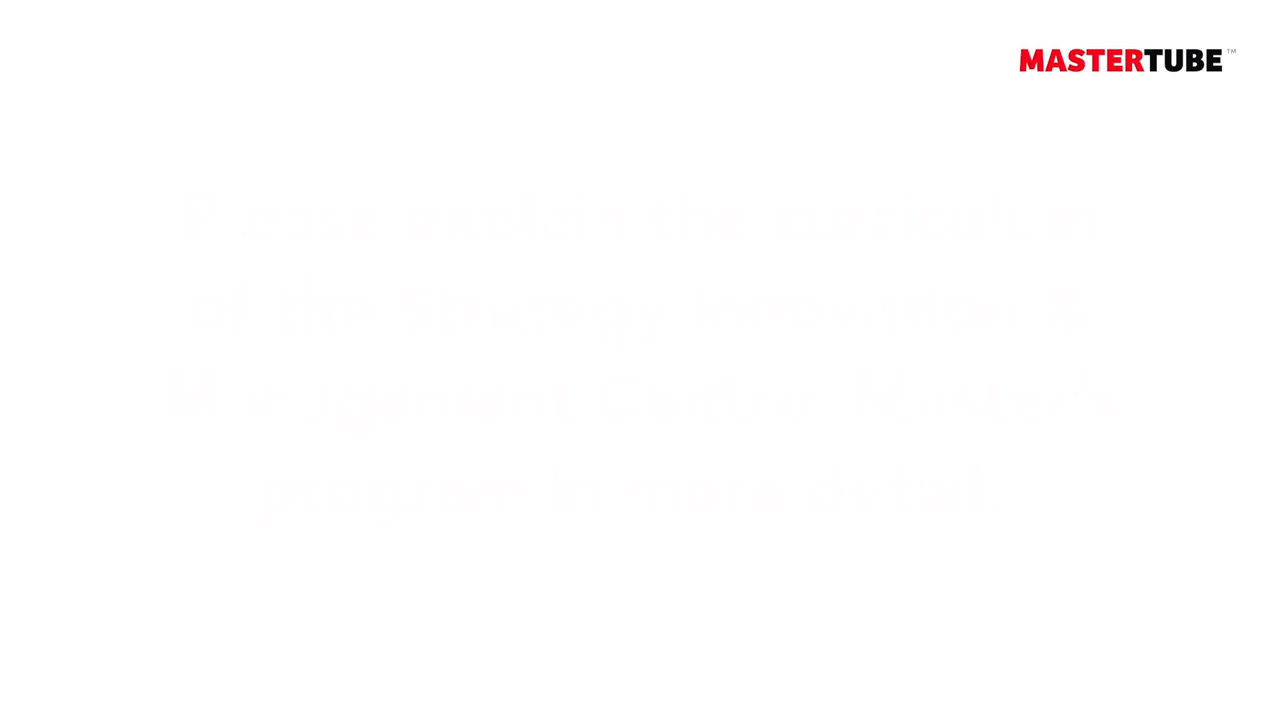 MASTERTUBE™
Please explain the curriculum
of the Strategy Innovation &
Management Control Master's
program in more detail.